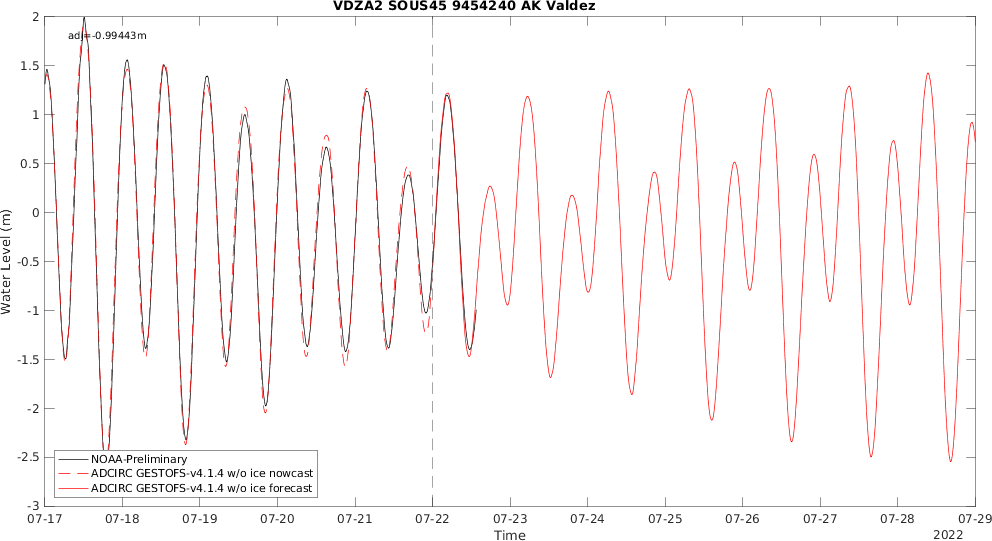 VDZA2 SOUS45 9454240 AK Valdez
adj=-0.99443m
2
1.5
1
0.5
0
-0.5
-1
-1.5
-2
-2.5
-3
Water Level (m)
NOAA-Preliminary
ADCIRC GESTOFS-v4.1.4 w/o ice nowcast
ADCIRC GESTOFS-v4.1.4 w/o ice forecast
07-17 07-18 07-19 07-20 07-21 07-22 07-23 07-24 07-25 07-26 07-27 07-28 07-29
Time
2022